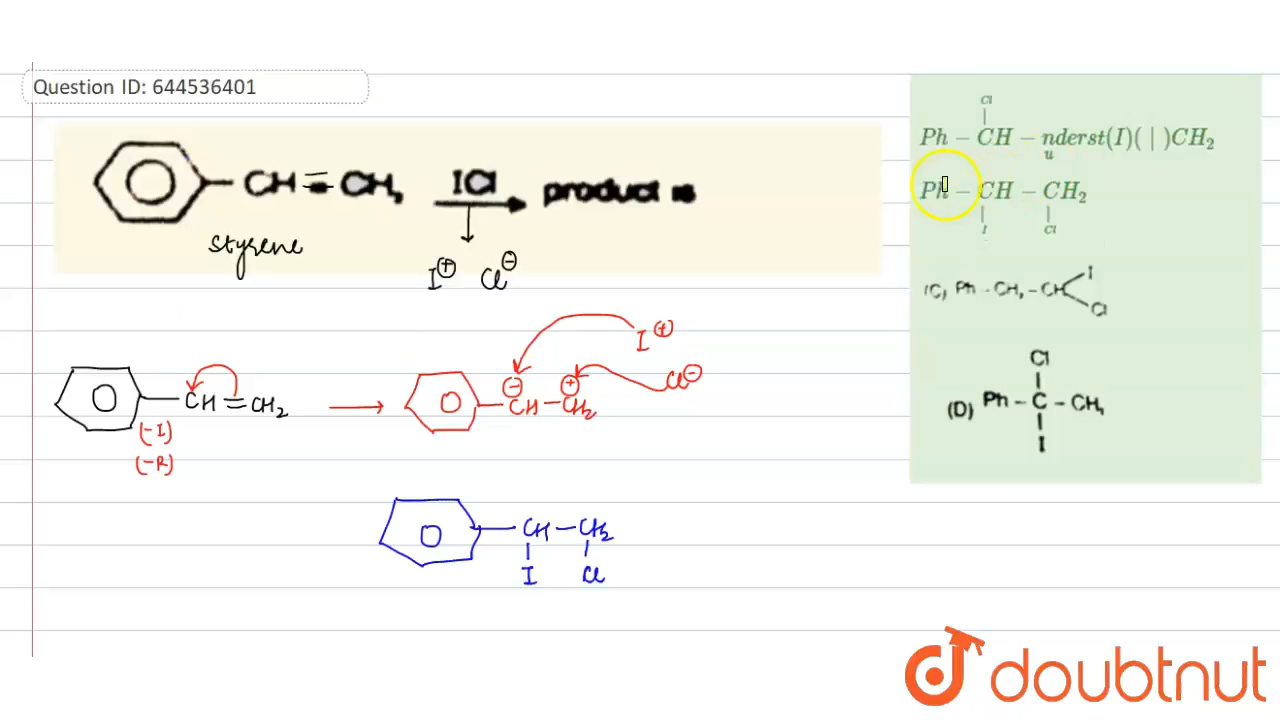 Question ID: 644536401
CH = CH₂ ICl product is
styrene
I⊕ Cl⊖
Cl
|
Ph − CH − nderst(I)( | )CH₂
u
Ph − CH − CH₂
| |
I Cl
(C) Ph - CH₂ - CH
I
Cl
Cl
(D) Ph - C - CH₃
I
I⊕
Cl⊖
CH = CH₂
(-I)
(-R)
⊖ ⊕
CH - CH₂
CH - CH₂
| |
I Cl
doubtnut